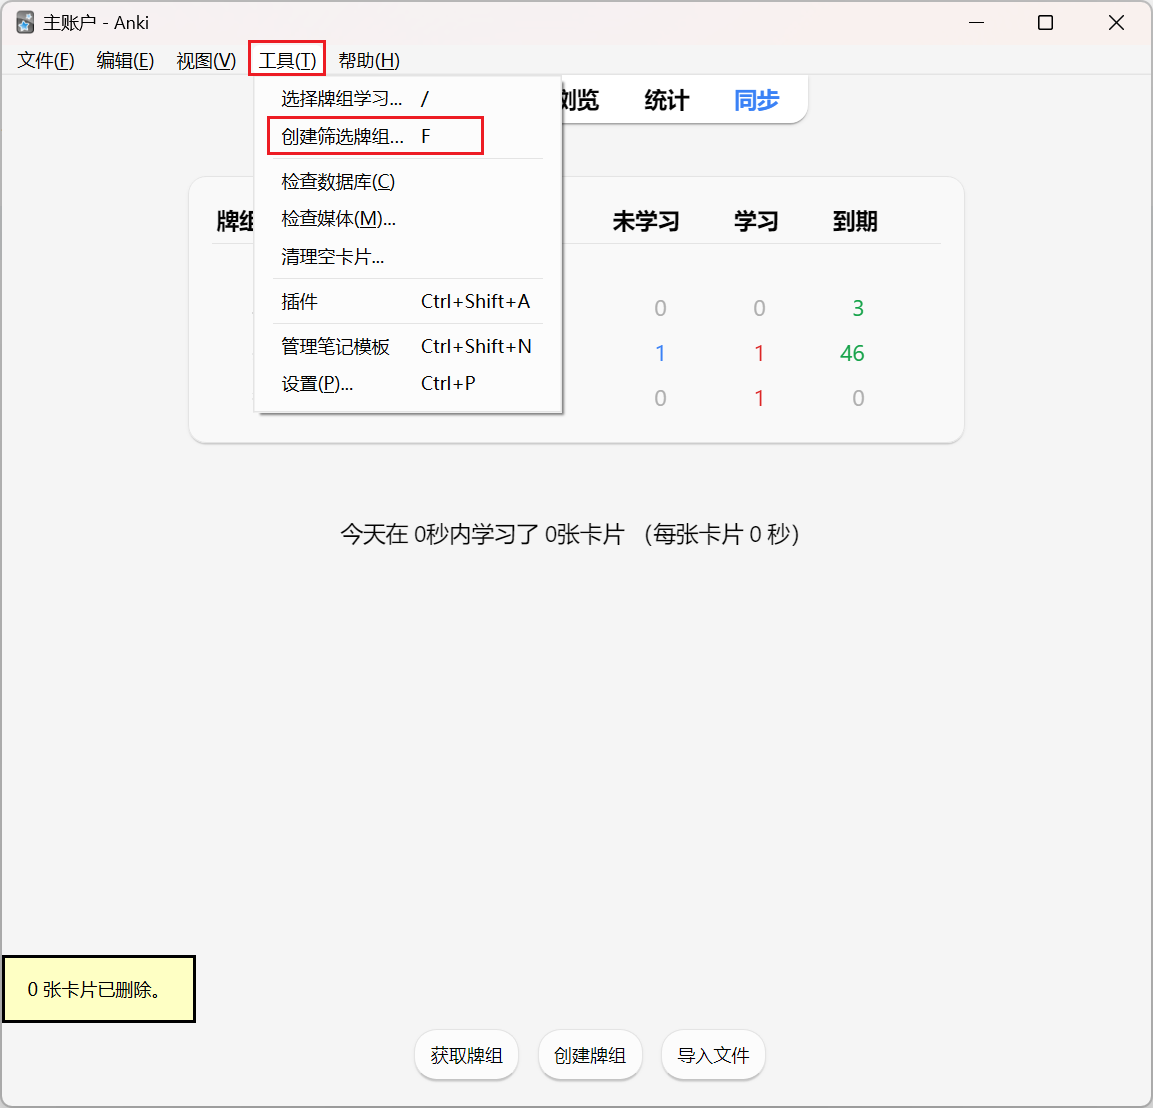 主账户 - Anki
文件(F) 编辑(E) 视图(V) 工具(T) 帮助(H)
选择牌组学习... /
浏览 统计 同步
创建筛选牌组... F
检查数据库(C)
检查媒体(M)...
清理空卡片...
插件 Ctrl+Shift+A
管理笔记模板 Ctrl+Shift+N
设置(P)... Ctrl+P
牌组 未学习 学习 到期
0 0 3
1 1 46
0 1 0
今天在 0秒内学习了 0张卡片 （每张卡片 0 秒）
0 张卡片已删除。
获取牌组 创建牌组 导入文件